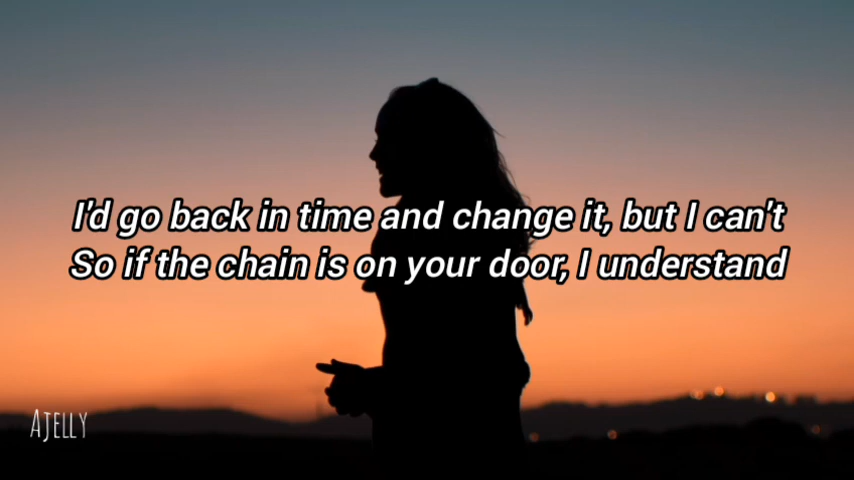 I'd go back in time and change it, but I can't
So if the chain is on your door, I understand
AJELLY